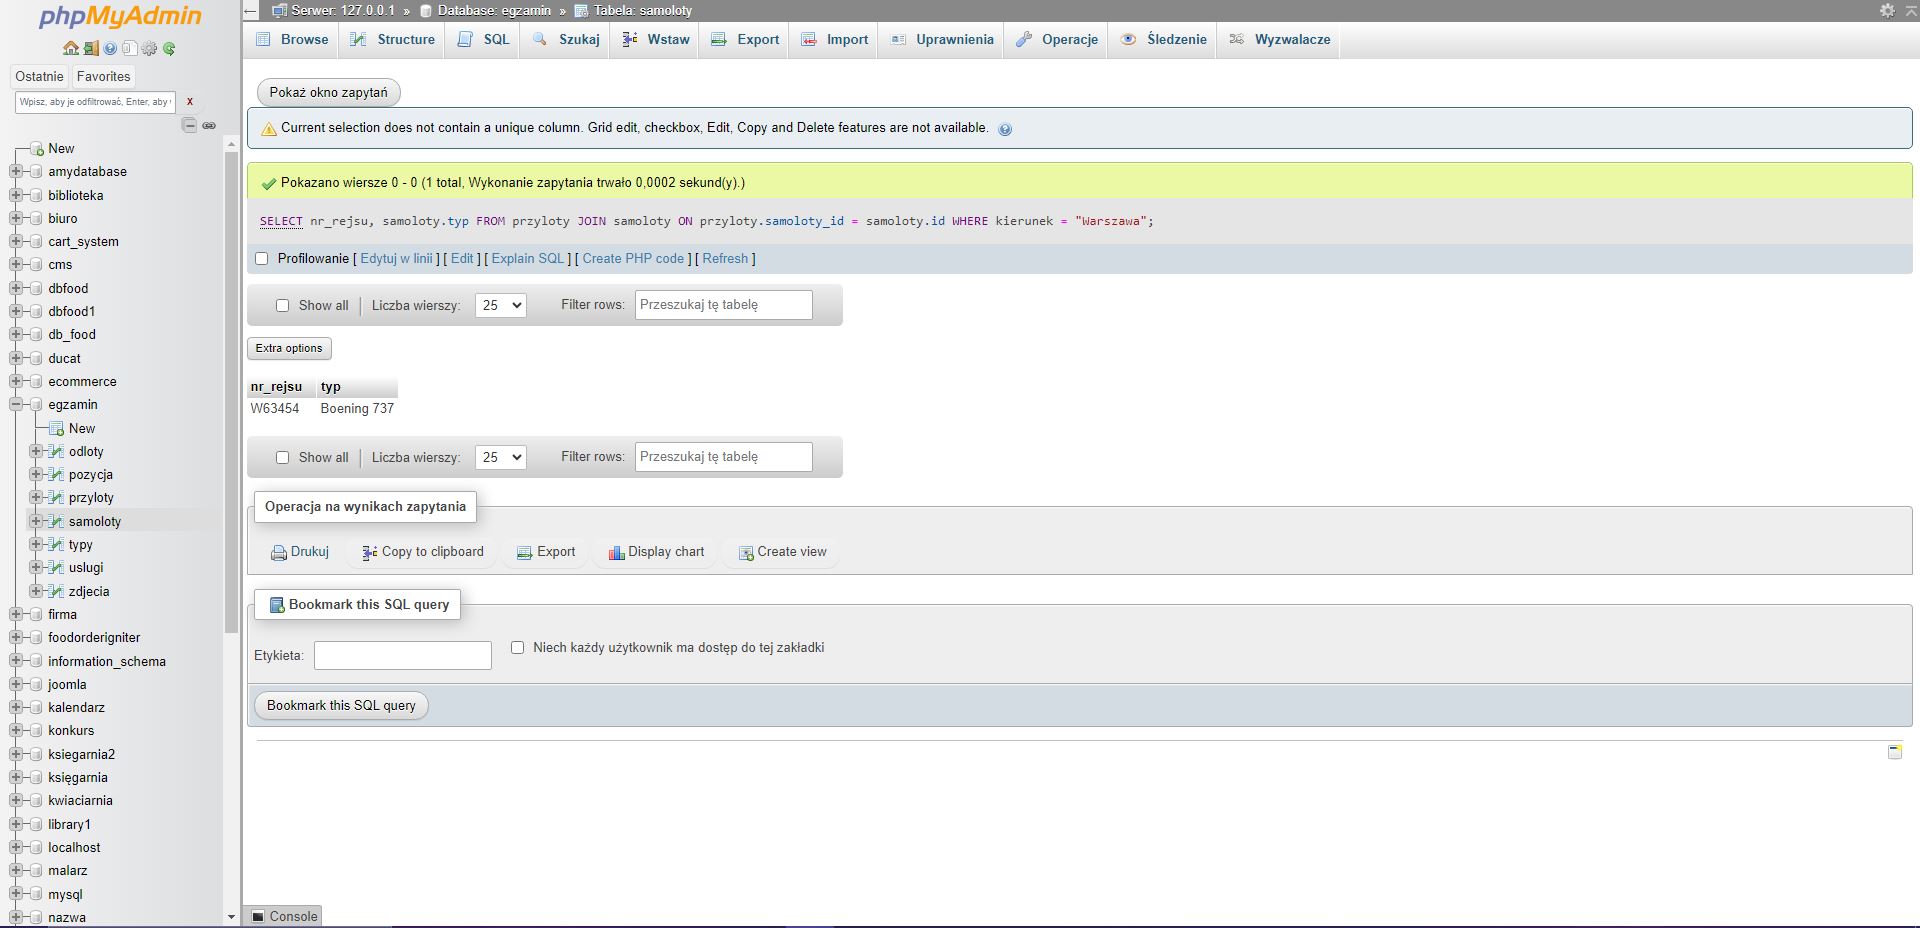 phpMyAdmin
Ostatnie
Favorites
Wpisz, aby je odfiltrować, Enter, aby
X
New
amydatabase
biblioteka
biuro
cart_system
cms
dbfood
dbfood1
db_food
ducat
ecommerce
egzamin
New
odloty
pozycja
przyloty
samoloty
typy
uslugi
zdjecia
firma
foodorderigniter
information_schema
joomla
kalendarz
konkurs
ksiegarnia2
księgarnia
kwiaciarnia
library1
localhost
malarz
mysql
nazwa
Serwer: 127.0.0.1 » Database: egzamin » Tabela: samoloty
Browse Structure SQL Szukaj Wstaw Export Import Uprawnienia Operacje Śledzenie Wyzwalacze
Pokaż okno zapytań
Current selection does not contain a unique column. Grid edit, checkbox, Edit, Copy and Delete features are not available.
Pokazano wiersze 0 - 0 (1 total, Wykonanie zapytania trwało 0,0002 sekund(y).)
SELECT nr_rejsu, samoloty.typ FROM przyloty JOIN samoloty ON przyloty.samoloty_id = samoloty.id WHERE kierunek = "Warszawa";
Profilowanie [ Edytuj w linii ] [ Edit ] [ Explain SQL ] [ Create PHP code ] [ Refresh ]
Show all | Liczba wierszy: 25 Filter rows: Przeszukaj tę tabelę
Extra options
nr_rejsu typ
W63454 Boening 737
Show all | Liczba wierszy: 25 Filter rows: Przeszukaj tę tabelę
Operacja na wynikach zapytania
Drukuj Copy to clipboard Export Display chart Create view
Bookmark this SQL query
Etykieta: Niech każdy użytkownik ma dostęp do tej zakładki
Bookmark this SQL query
Console